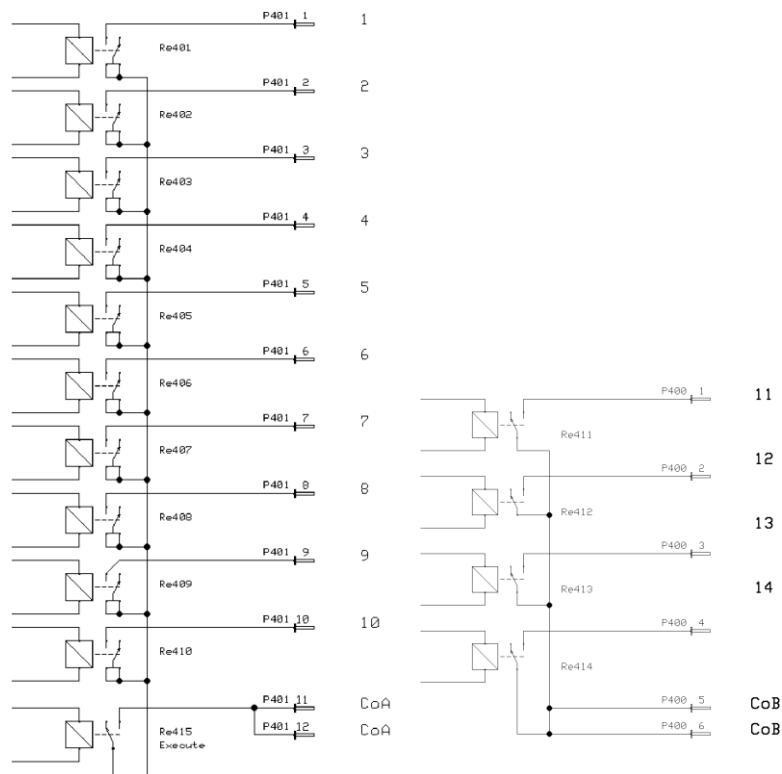 P401 1 1
Re401
P401 2 2
Re402
P401 3 3
Re403
P401 4 4
Re404
P401 5 5
Re405
P401 6 6
Re406
P401 7 7
Re407
P401 8 8
Re408
P401 9 9
Re409
P401 10 10
Re410
P401 11 CoA
P401 12 CoA
Re415
Execute
P400 1 11
Re411
12
P400 2
Re412
13
P400 3
Re413
14
P400 4
Re414
P400 5 CoB
P400 6 CoB